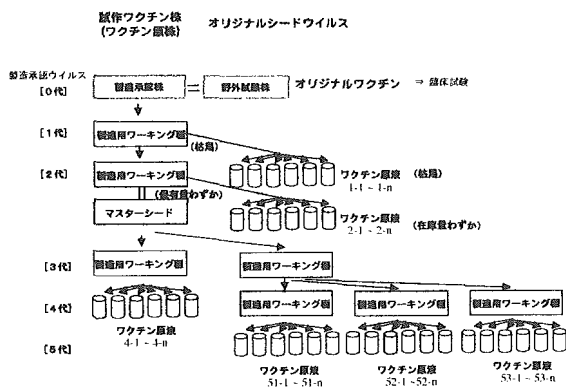 試作ワクチン株 オリジナルシードウイルス
(ワクチン原株)
製造承認ウイルス
[0代] 製造承認株 = 野外試験株 オリジナルワクチン ⇒ 臨床試験
[1代] 製造用ワーキング
(枯渇)
[2代] 製造用ワーキング ワクチン原液 (枯渇)
1-1 ~ 1-n
(保有量わずか)
マスターシード ワクチン原液 (在庫量わずか)
2-1 ~ 2-n
[3代] 製造用ワーキング 製造用ワーキング
[4代] 製造用ワーキング 製造用ワーキング 製造用ワーキング
ワクチン原液
4-1 ~ 4-n
[5代]
ワクチン原液 ワクチン原液 ワクチン原液
51-1 ~ 51-n 52-1 ~ 52-n 53-1 ~ 53-n